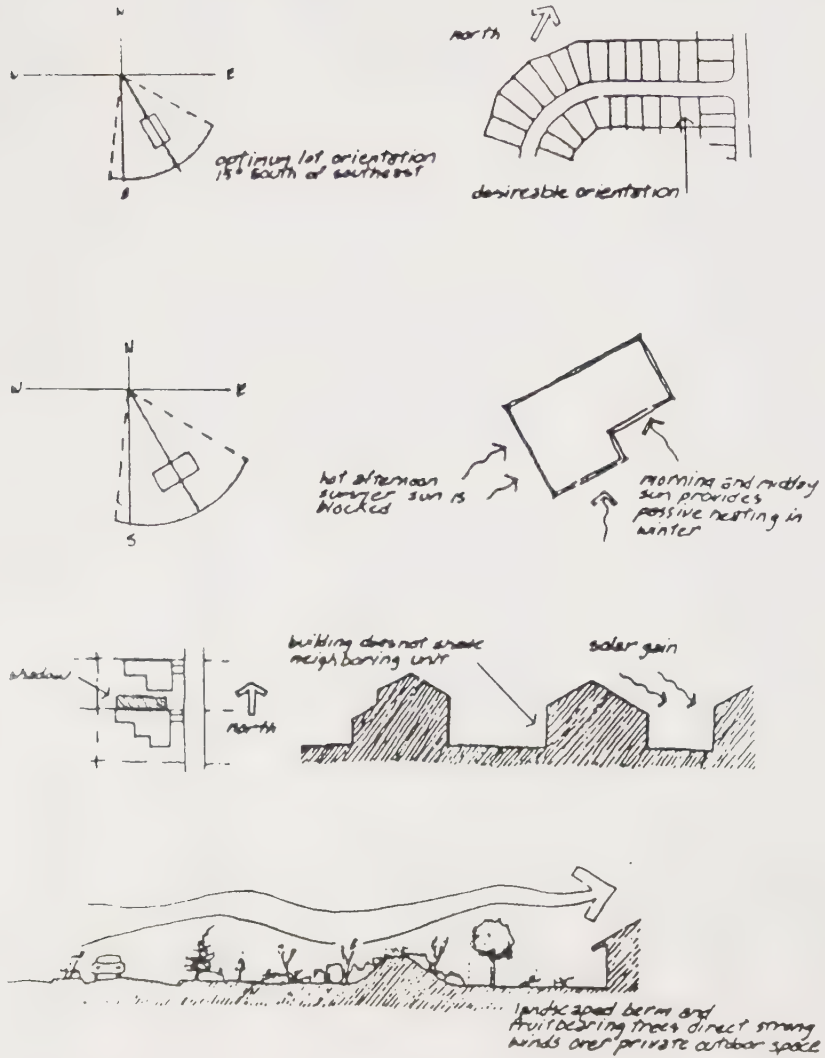 N
W E
S
optimum lot orientation
15° south of southeast
north
desireable orientation
N
W E
S
hot afternoon
summer sun is
blocked
morning and midday
sun provides
passive heating in
winter
shadow
north
building does not shade
neighboring unit
solar gain
landscaped berm and
fruitbearing trees direct strong
winds over private outdoor space